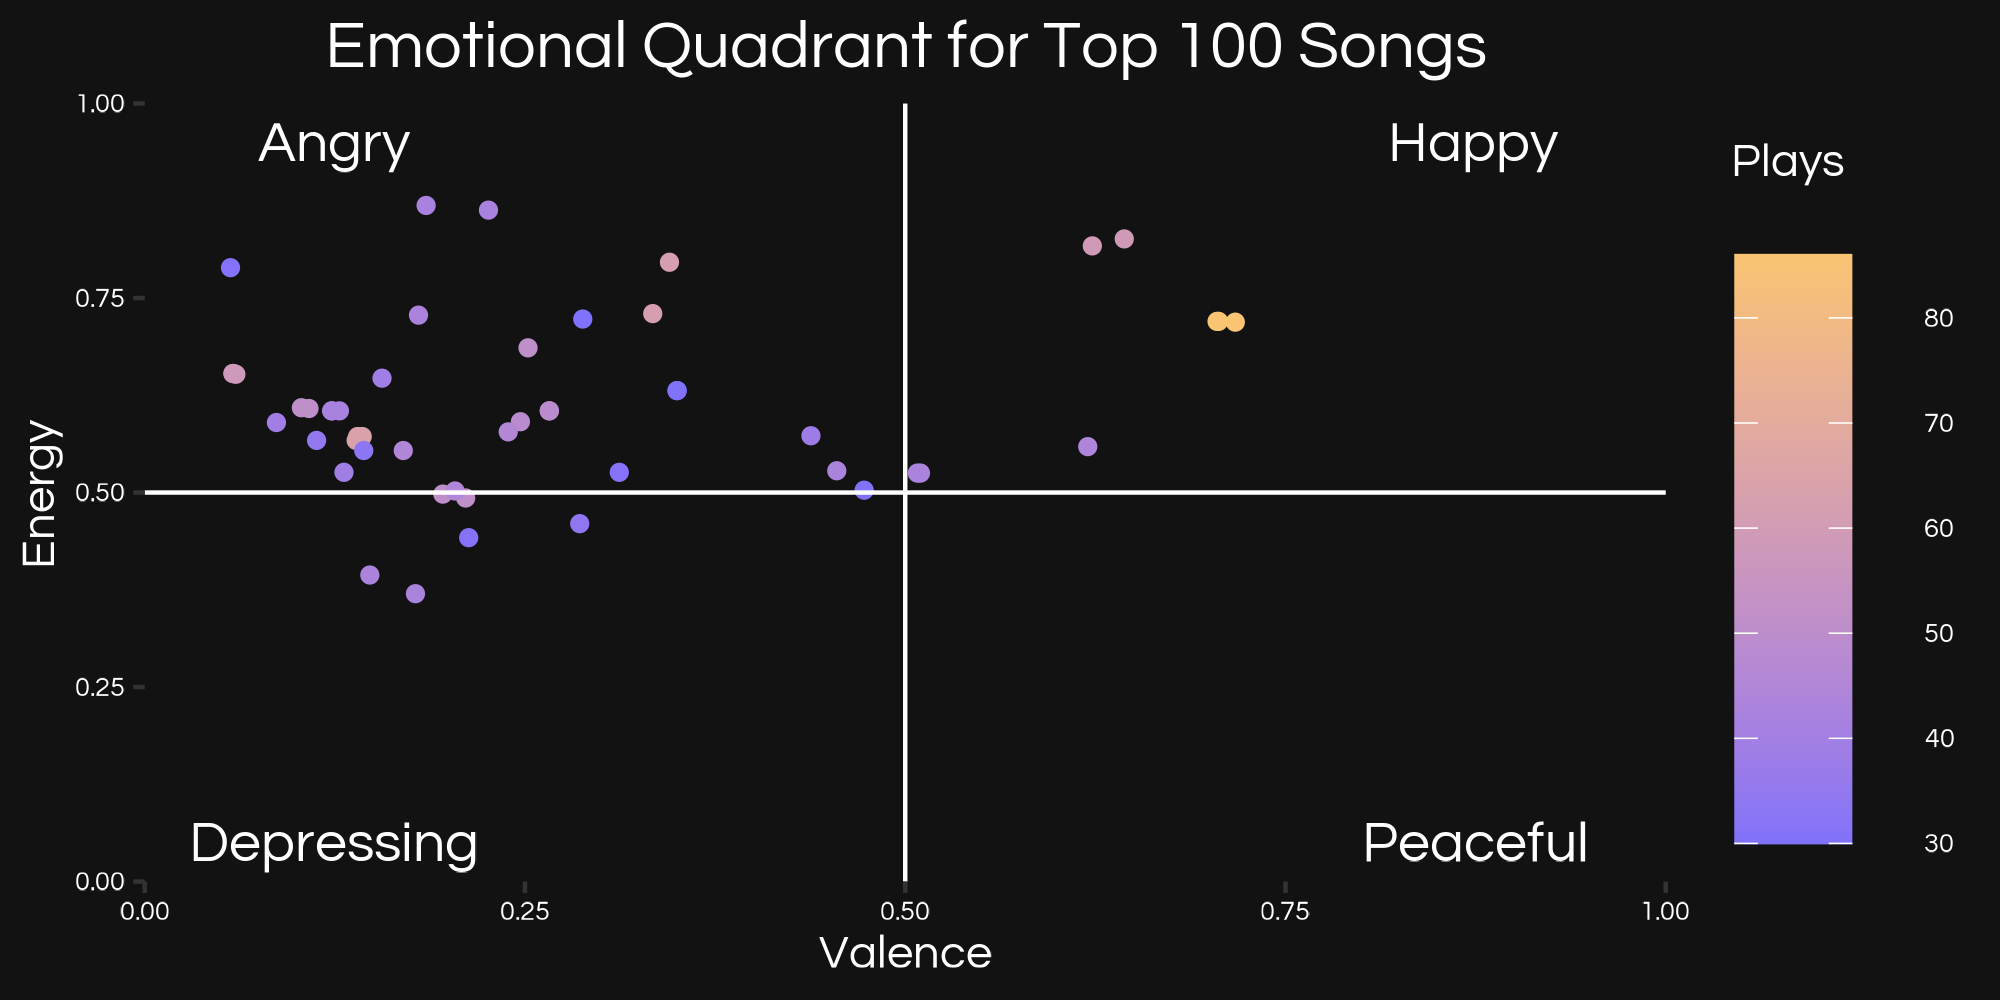 Emotional Quadrant for Top 100 Songs
1.00
Angry
Happy
Plays
0.75
80
70
Energy
0.50
60
50
0.25
40
Depressing
Peaceful
30
0.00
0.00 0.25 0.50 0.75 1.00
Valence